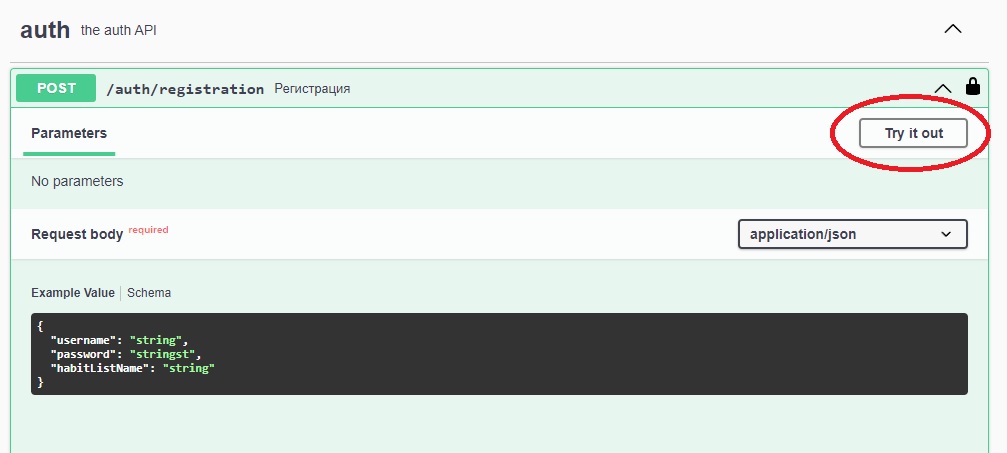 auth the auth API
POST /auth/registration Регистрация
Parameters Try it out
No parameters
Request body required application/json
Example Value Schema
{
"username": "string",
"password": "stringst",
"habitListName": "string"
}